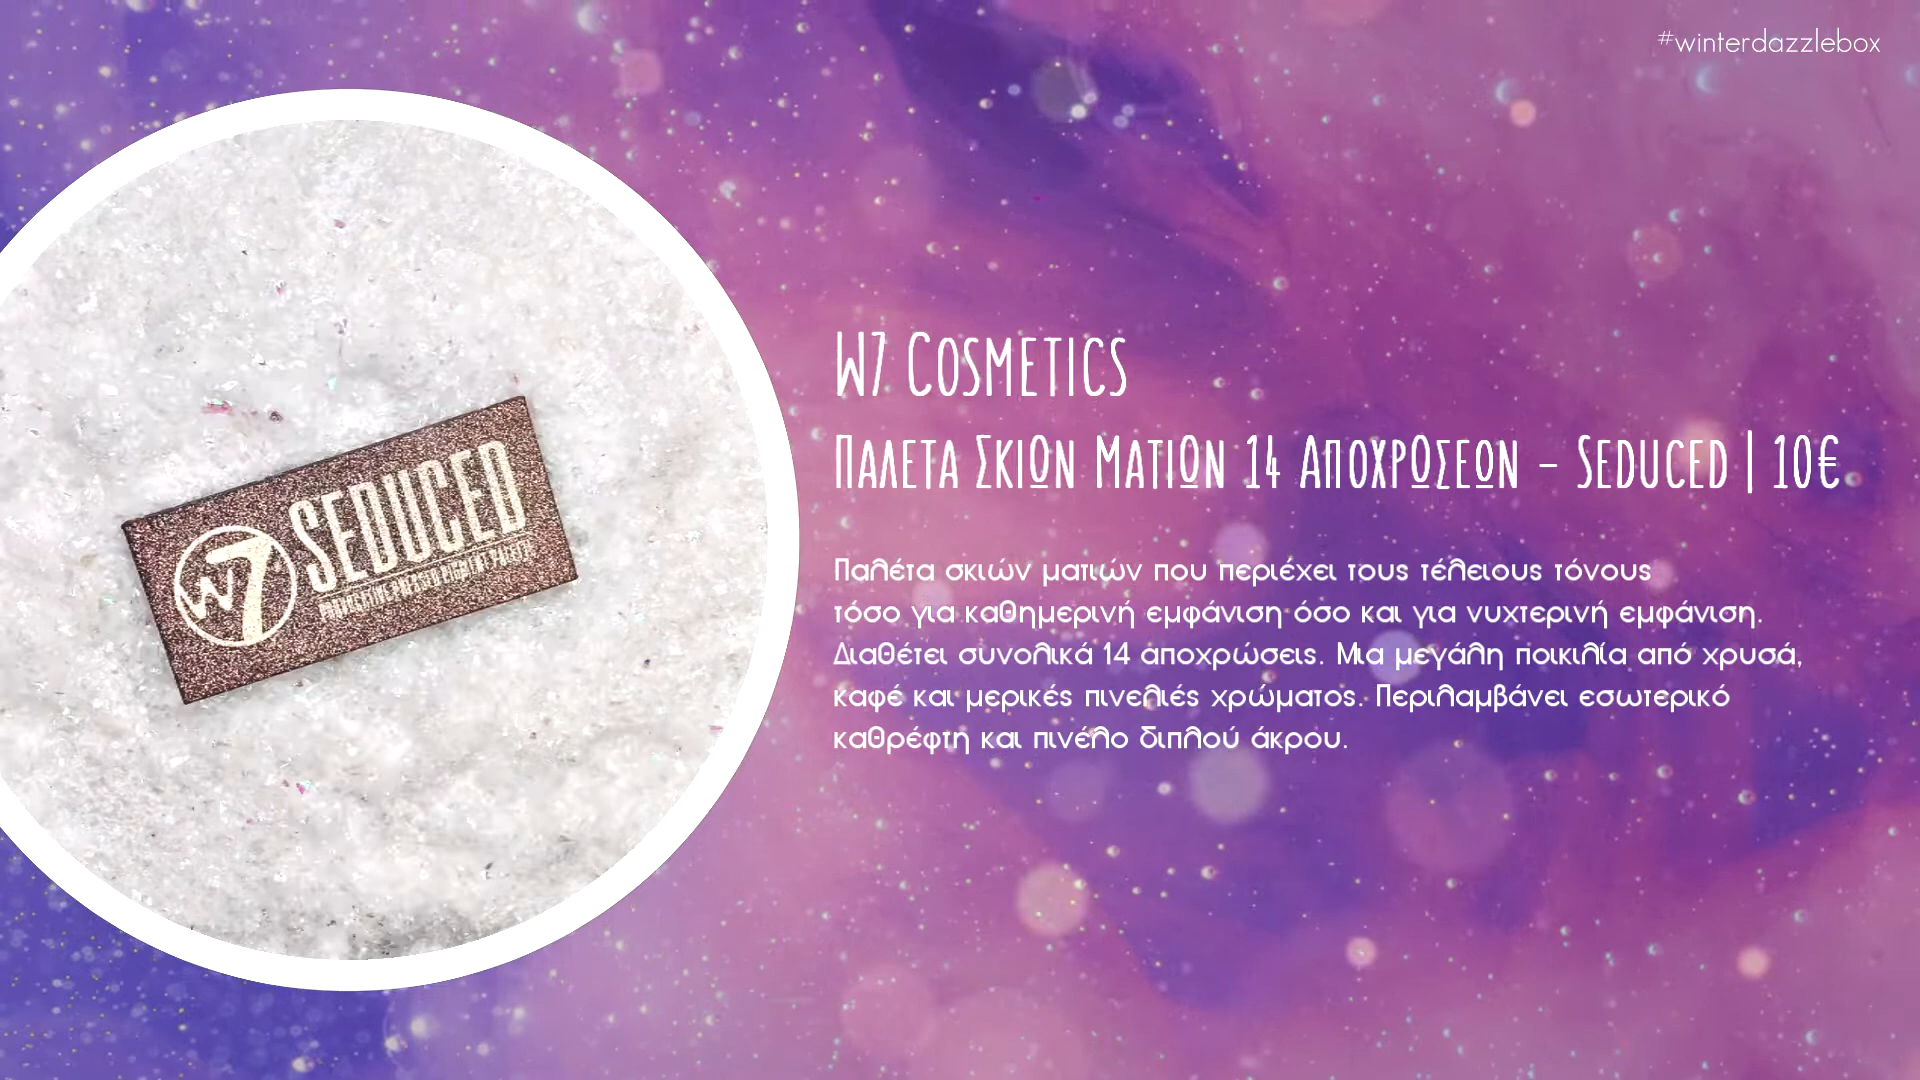 #winterdazzlebox
W7 Cosmetics
Παλετα Σκιων Ματιων 14 Αποχρωσεων – Seduced | 10€
Παλέτα σκιών ματιών που περιέχει τους τέλειους τόνους
τόσο για καθημερινή εμφάνιση όσο και για νυχτερινή εμφάνιση.
Διαθέτει συνολικά 14 αποχρώσεις. Μια μεγάλη ποικιλία από χρυσά,
καφέ και μερικές πινελιές χρώματος. Περιλαμβάνει εσωτερικό
καθρέφτη και πινέλο διπλού άκρου.
W7 SEDUCED